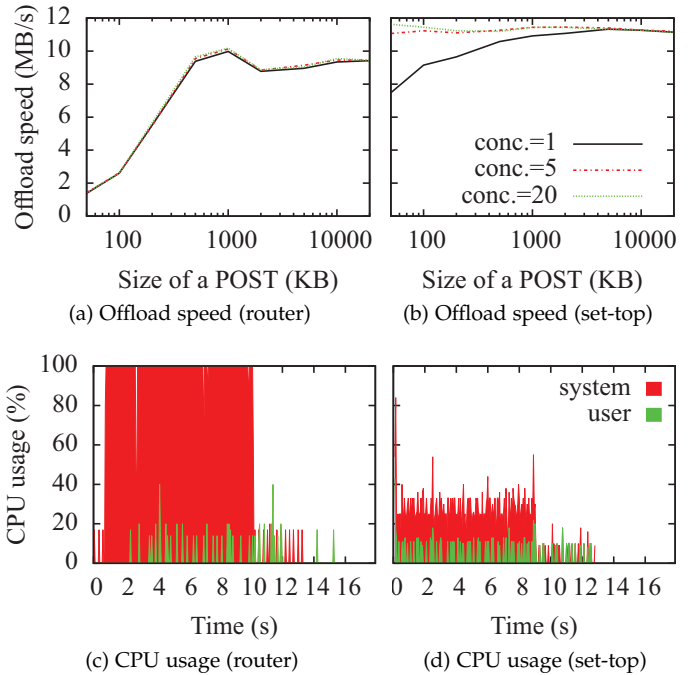 Offload speed (MB/s)
12
10
8
6
4
2
0
100 1000 10000
Size of a POST (KB)
(a) Offload speed (router)
conc.=1
conc.=5
conc.=20
100 1000 10000
Size of a POST (KB)
(b) Offload speed (set-top)
CPU usage (%)
100
80
60
40
20
0
0 2 4 6 8 10 12 14 16
Time (s)
(c) CPU usage (router)
system
user
0 2 4 6 8 10 12 14 16 18
Time (s)
(d) CPU usage (set-top)